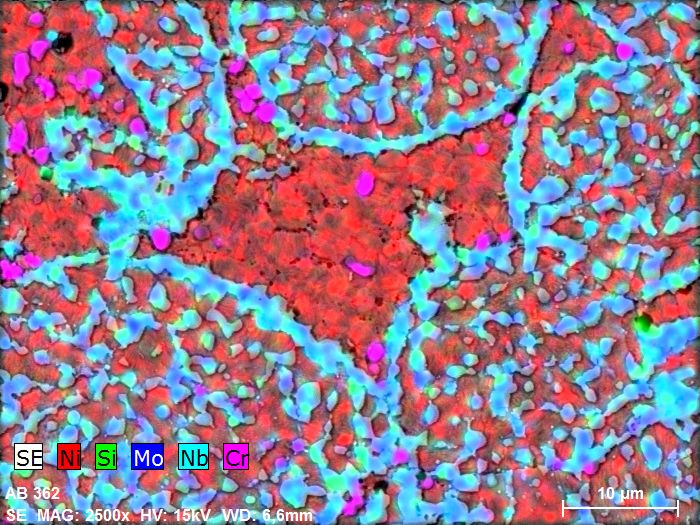 SE Ni Si Mo Nb Cr
AB 362
SE MAG: 2500x HV: 15kV WD: 6,6mm
10 µm